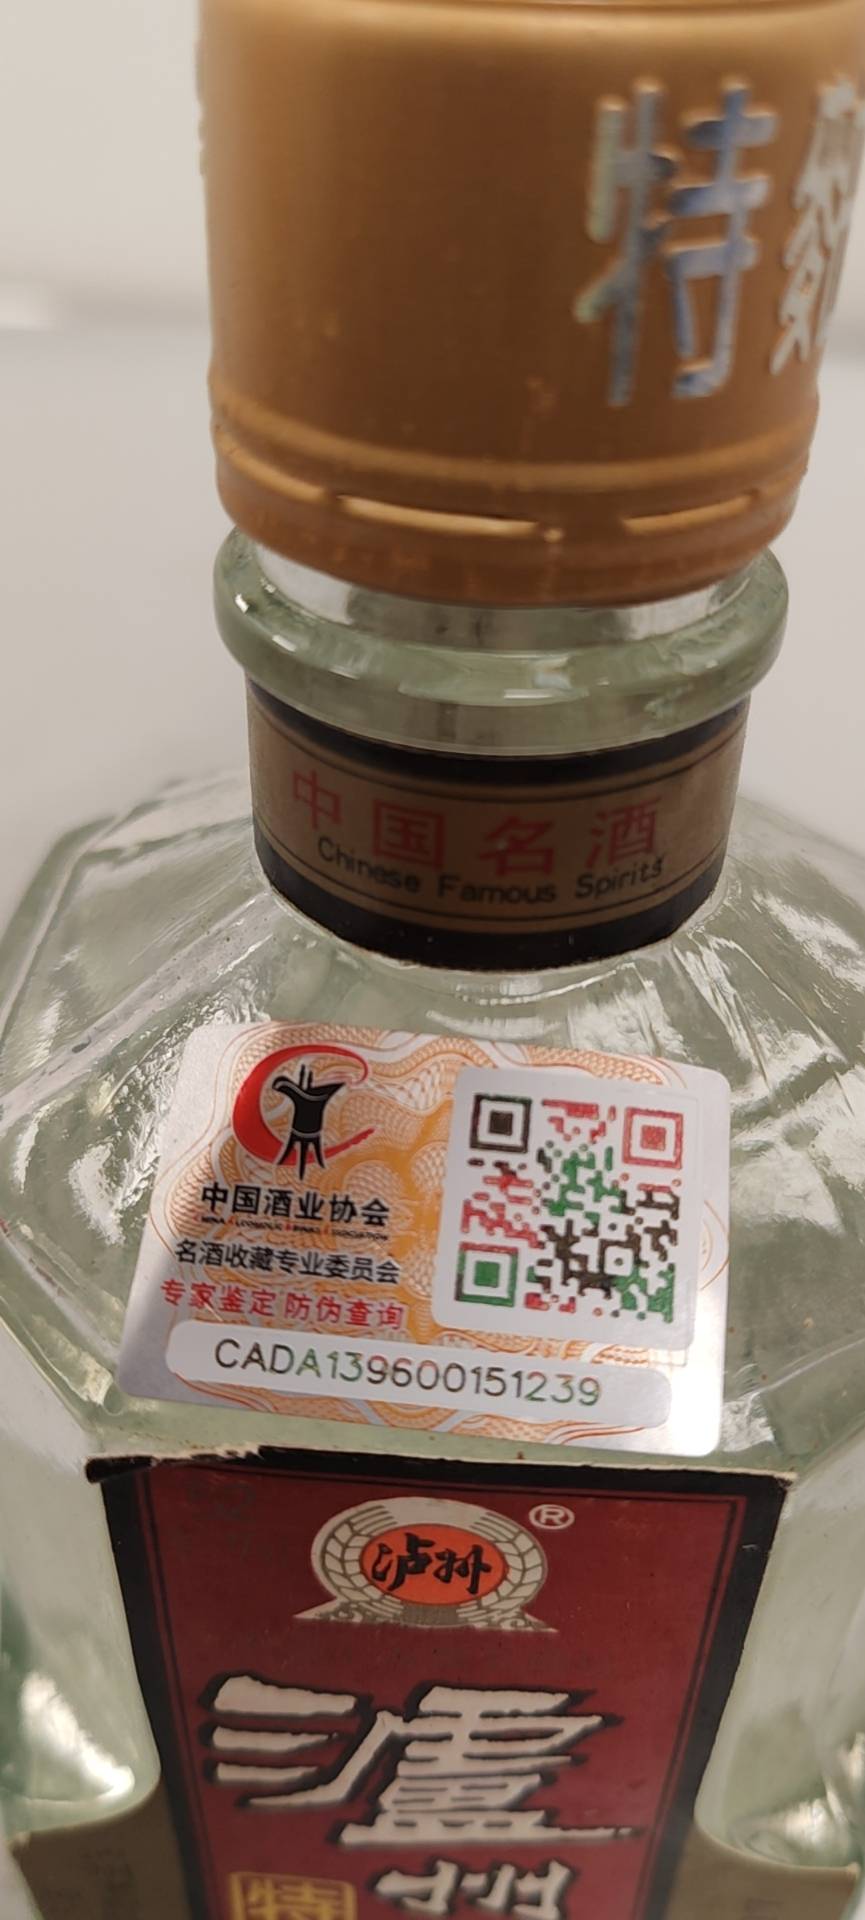 特
中国名酒
Chinese Famous Spirits
中国酒业协会
名酒收藏专业委员会
专家鉴定 防伪查询
CADA139600151239
泸州
®
瀘
特